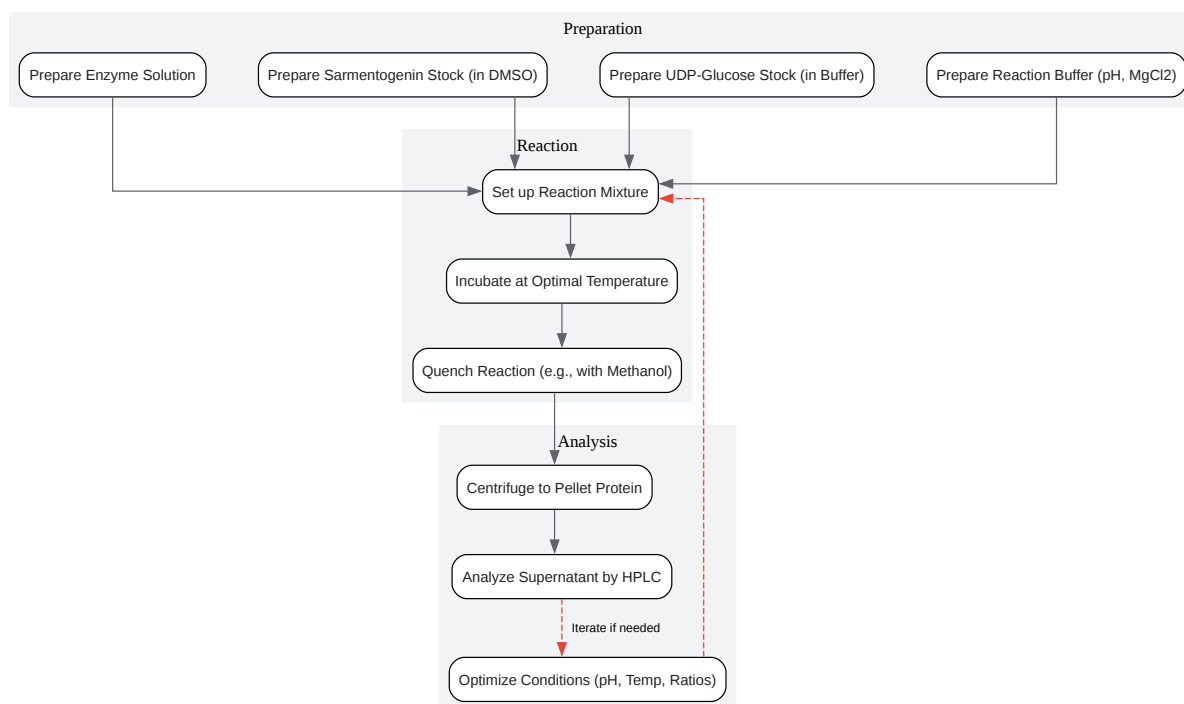 Preparation
Prepare Enzyme Solution
Prepare Sarmentogenin Stock (in DMSO)
Prepare UDP-Glucose Stock (in Buffer)
Prepare Reaction Buffer (pH, MgCl2)
Reaction
Set up Reaction Mixture
Incubate at Optimal Temperature
Quench Reaction (e.g., with Methanol)
Analysis
Centrifuge to Pellet Protein
Analyze Supernatant by HPLC
Iterate if needed
Optimize Conditions (pH, Temp, Ratios)